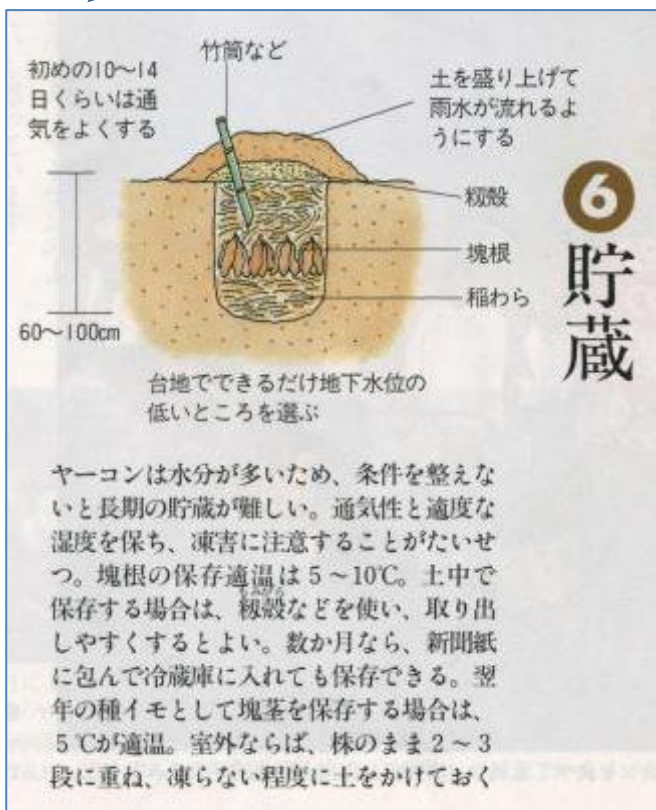 初めの10〜14
日くらいは通
気をよくする
竹筒など
土を盛り上げて
雨水が流れるよ
うにする
籾殻
塊根
稲わら
60〜100cm
台地でできるだけ地下水位の
低いところを選ぶ
6 貯蔵
ヤーコンは水分が多いため、条件を整えな
いと長期の貯蔵が難しい。通気性と適度な
湿度を保ち、凍害に注意することがたいせ
つ。塊根の保存適温は5〜10℃。土中で
もみがら
保存する場合は、籾殻などを使い、取り出
しやすくするとよい。数か月なら、新聞紙
に包んで冷蔵庫に入れても保存できる。翌
年の種イモとして塊茎を保存する場合は、
5℃が適温。室外ならば、株のまま2〜3
段に重ね、凍らない程度に土をかけておく